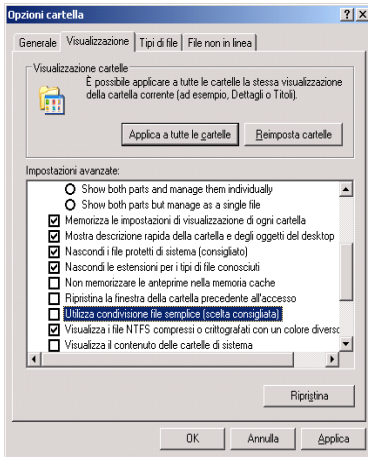 Opzioni cartella
Generale Visualizzazione Tipi di file File non in linea
Visualizzazione cartelle
È possibile applicare a tutte le cartelle la stessa visualizzazione
della cartella corrente (ad esempio, Dettagli o Titoli).
Applica a tutte le cartelle Reimposta cartelle
Impostazioni avanzate:
Show both parts and manage them individually
Show both parts but manage as a single file
Memorizza le impostazioni di visualizzazione di ogni cartella
Mostra descrizione rapida della cartella e degli oggetti del desktop
Nascondi i file protetti di sistema (consigliato)
Nascondi le estensioni per i tipi di file conosciuti
Non memorizzare le anteprime nella memoria cache
Ripristina la finestra della cartella precedente all'accesso
Utilizza condivisione file semplice (scelta consigliata)
Visualizza i file NTFS compressi o crittografati con un colore diverso
Visualizza il contenuto delle cartelle di sistema
Ripristina
OK Annulla Applica